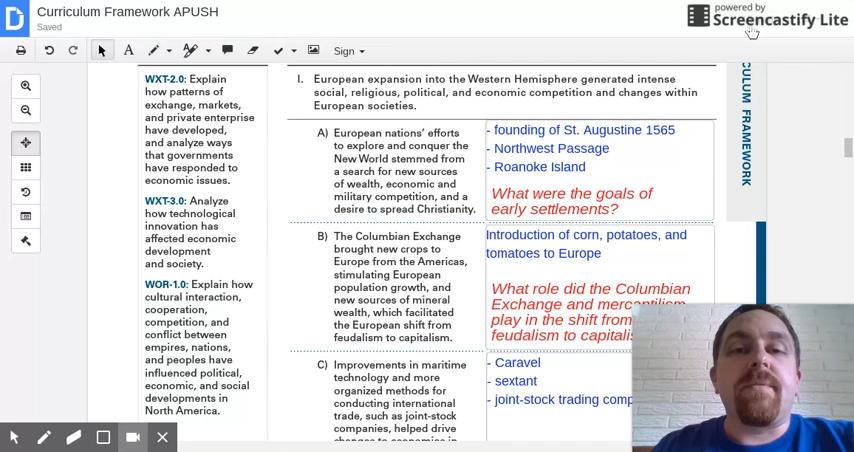 Curriculum Framework APUSH
Saved
powered by
Screencastify Lite
Sign
WXT-2.0: Explain
how patterns of
exchange, markets,
and private enterprise
have developed,
and analyze ways
that governments
have responded to
economic issues.
WXT-3.0: Analyze
how technological
innovation has
affected economic
development
and society.
WOR-1.0: Explain how
cultural interaction,
cooperation,
competition, and
conflict between
empires, nations,
and peoples have
influenced political,
economic, and social
developments in
North America.
I. European expansion into the Western Hemisphere generated intense
social, religious, political, and economic competition and changes within
European societies.
A) European nations' efforts
to explore and conquer the
New World stemmed from
a search for new sources
of wealth, economic and
military competition, and a
desire to spread Christianity.
- founding of St. Augustine 1565
- Northwest Passage
- Roanoke Island
What were the goals of
early settlements?
B) The Columbian Exchange
brought new crops to
Europe from the Americas,
stimulating European
population growth, and
new sources of mineral
wealth, which facilitated
the European shift from
feudalism to capitalism.
Introduction of corn, potatoes, and
tomatoes to Europe
What role did the Columbian
Exchange and mercantilism
play in the shift from
feudalism to
C) Improvements in maritime
technology and more
organized methods for
conducting international
trade, such as joint-stock
companies, helped drive
changes to economies in
- Caravel
- sextant
- joint-stock trading
FRAMEWORK